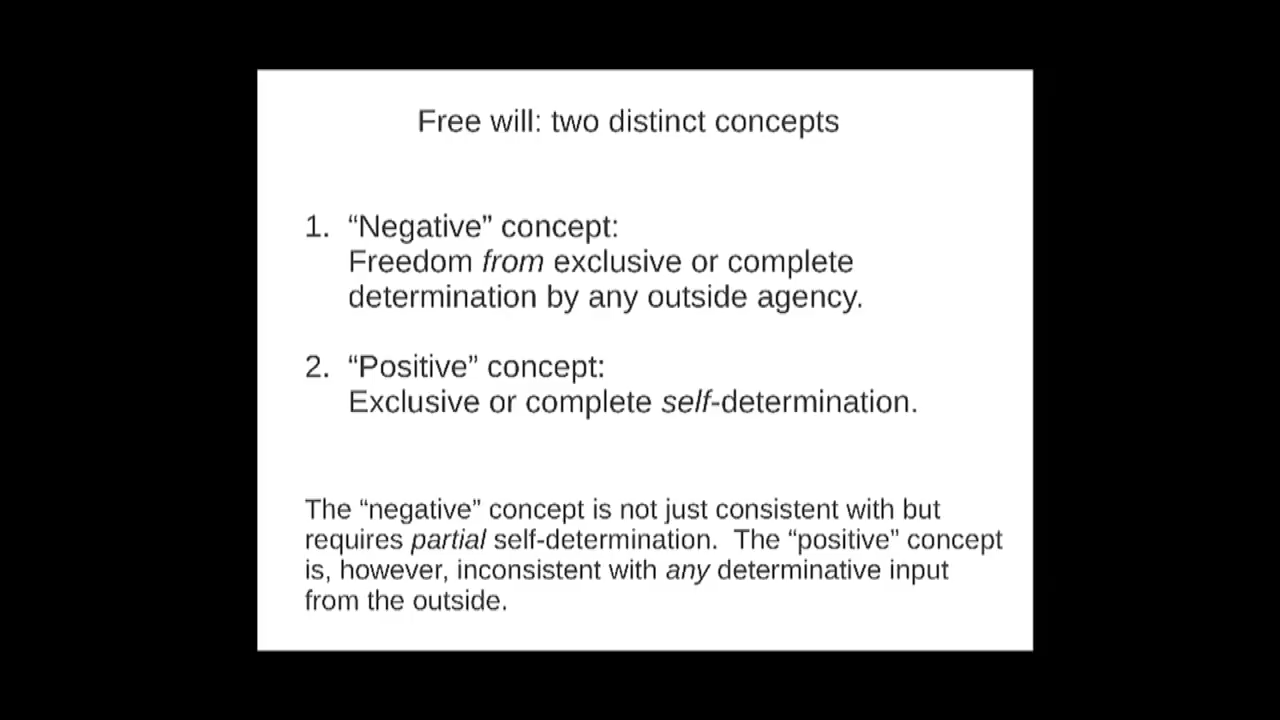 Free will: two distinct concepts
1. “Negative” concept:
Freedom from exclusive or complete
determination by any outside agency.
2. “Positive” concept:
Exclusive or complete self-determination.
The “negative” concept is not just consistent with but
requires partial self-determination.  The “positive” concept
is, however, inconsistent with any determinative input
from the outside.